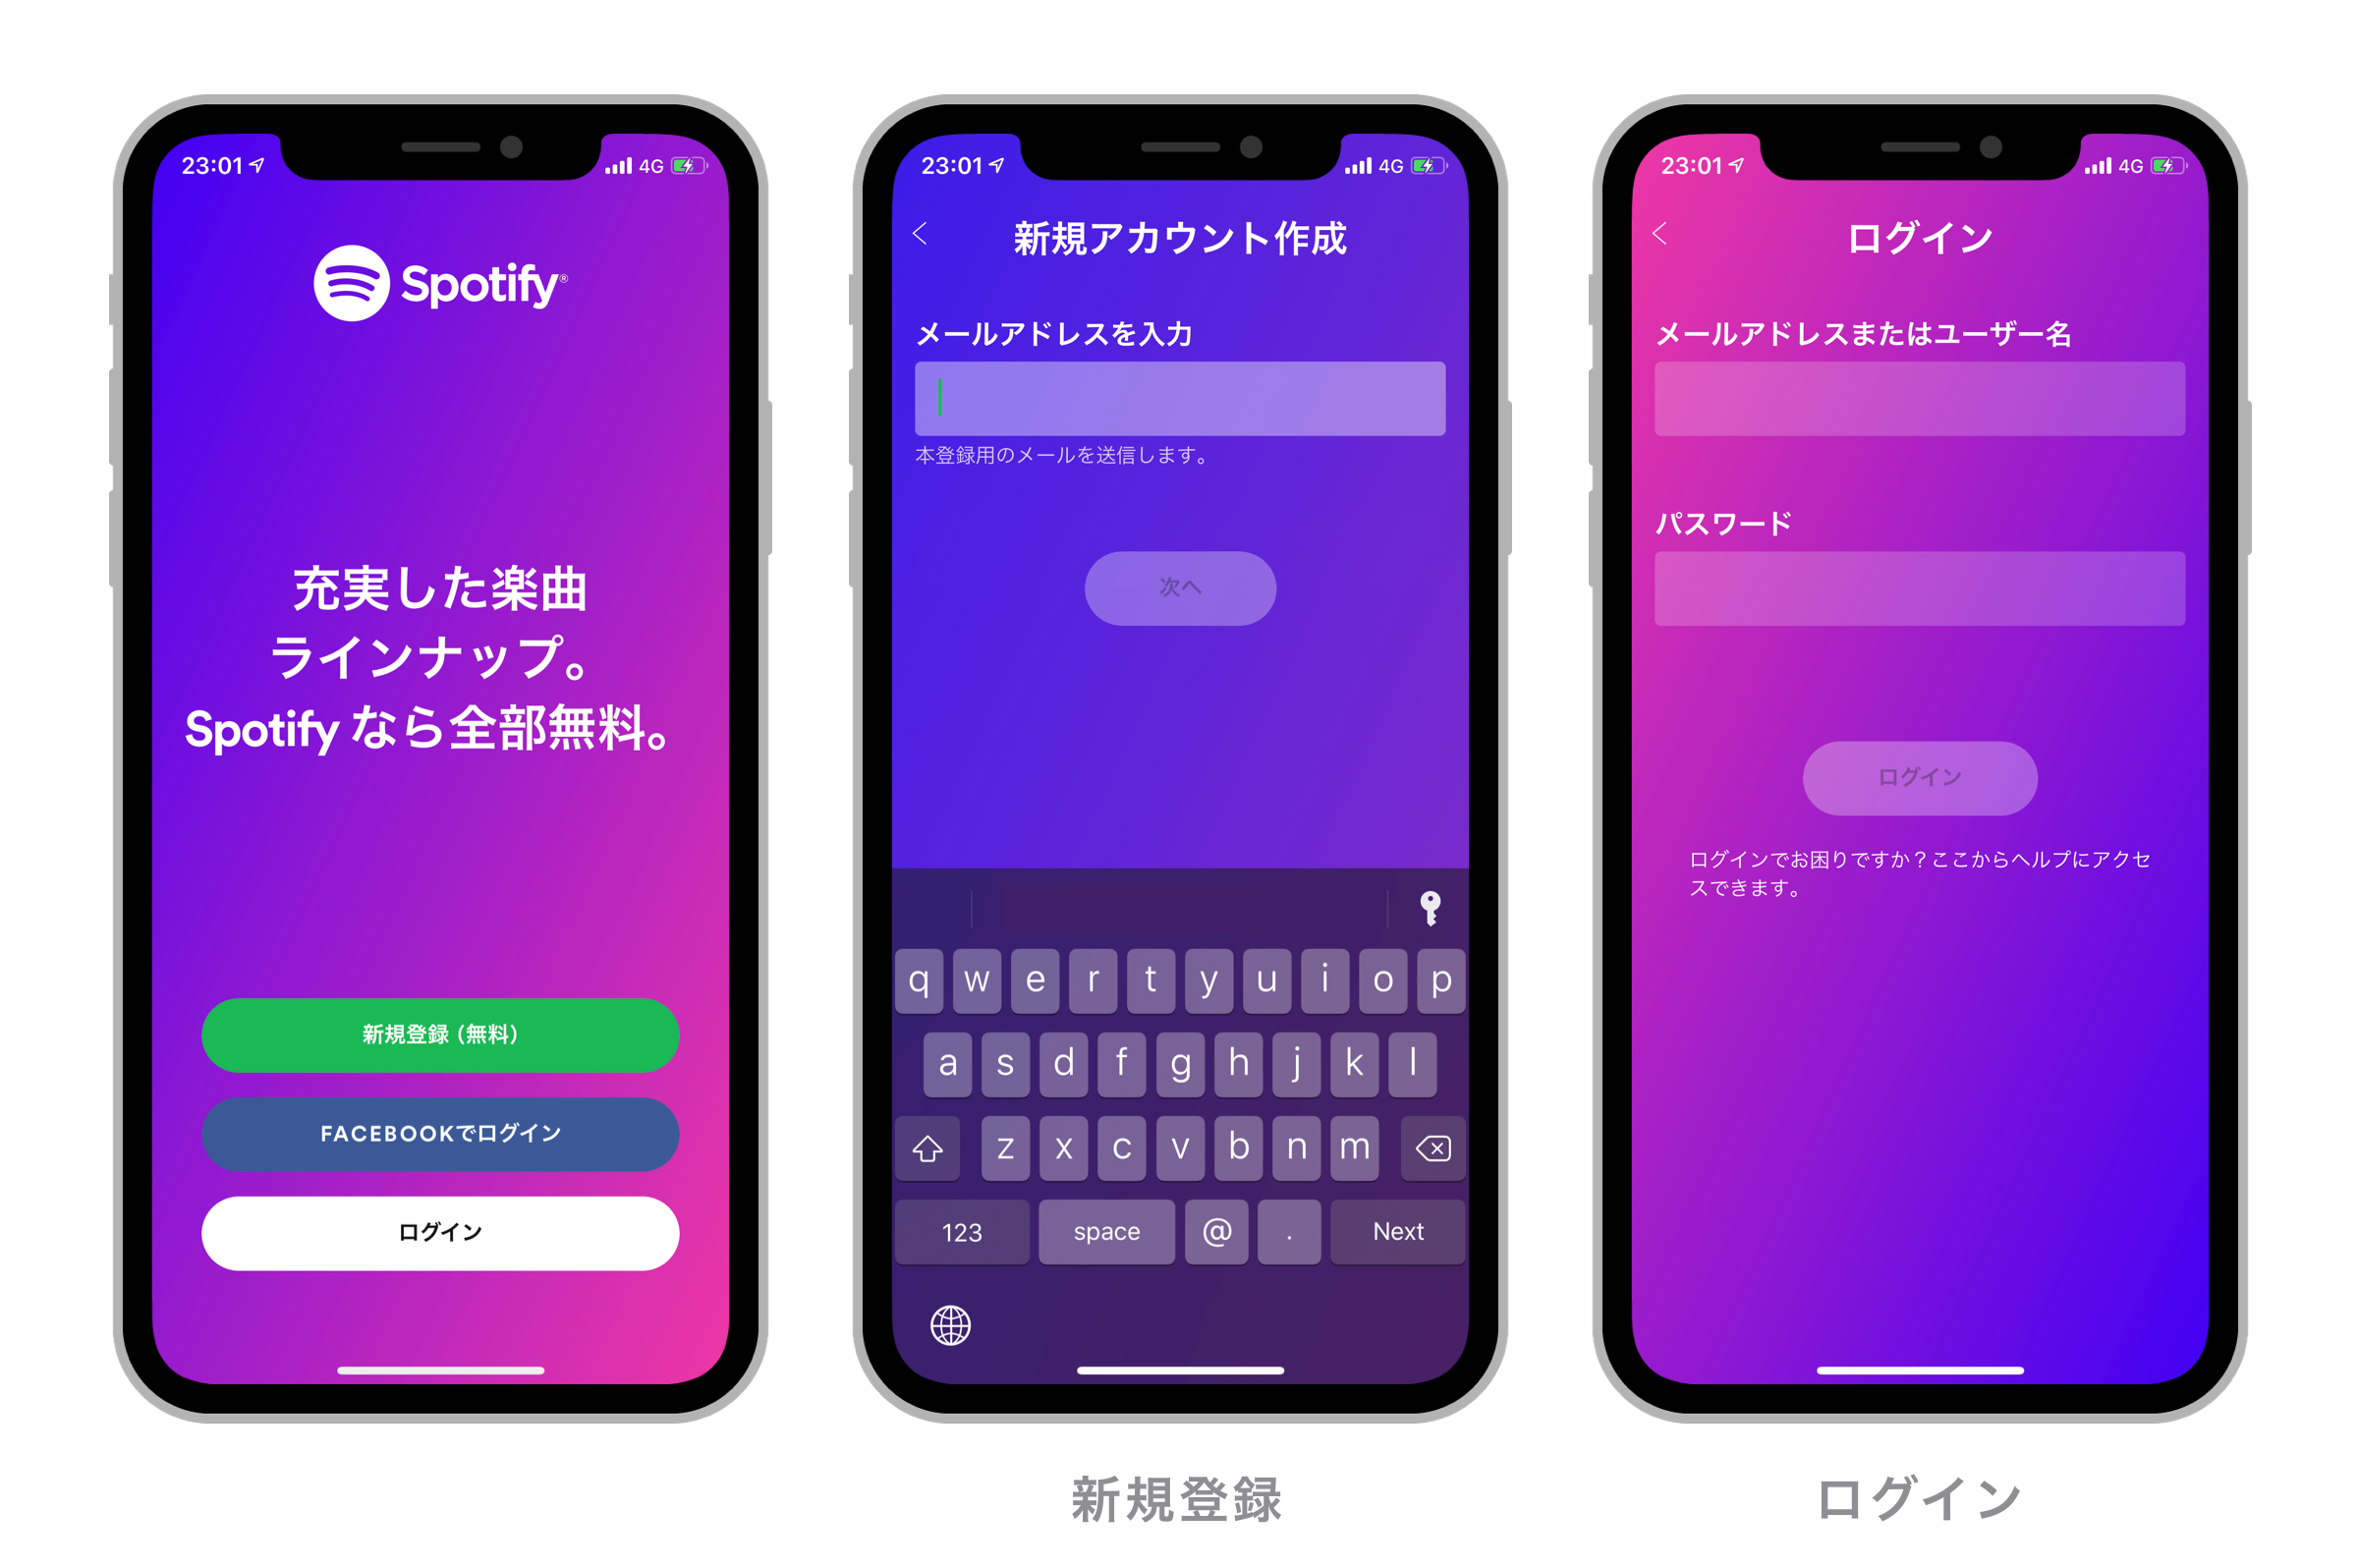 23:01
4G
Spotify®
充実した楽曲
ラインナップ。
Spotify なら全部無料。
新規登録 (無料)
FACEBOOKでログイン
ログイン
23:01
4G
新規アカウント作成
メールアドレスを入力
本登録用のメールを送信します。
次へ
q w e r t y u i o p
a s d f g h j k l
z x c v b n m
123 space @ . Next
新規登録
23:01
4G
ログイン
メールアドレスまたはユーザー名
パスワード
ログイン
ログインでお困りですか？ここからヘルプにアクセ
スできます。
ログイン